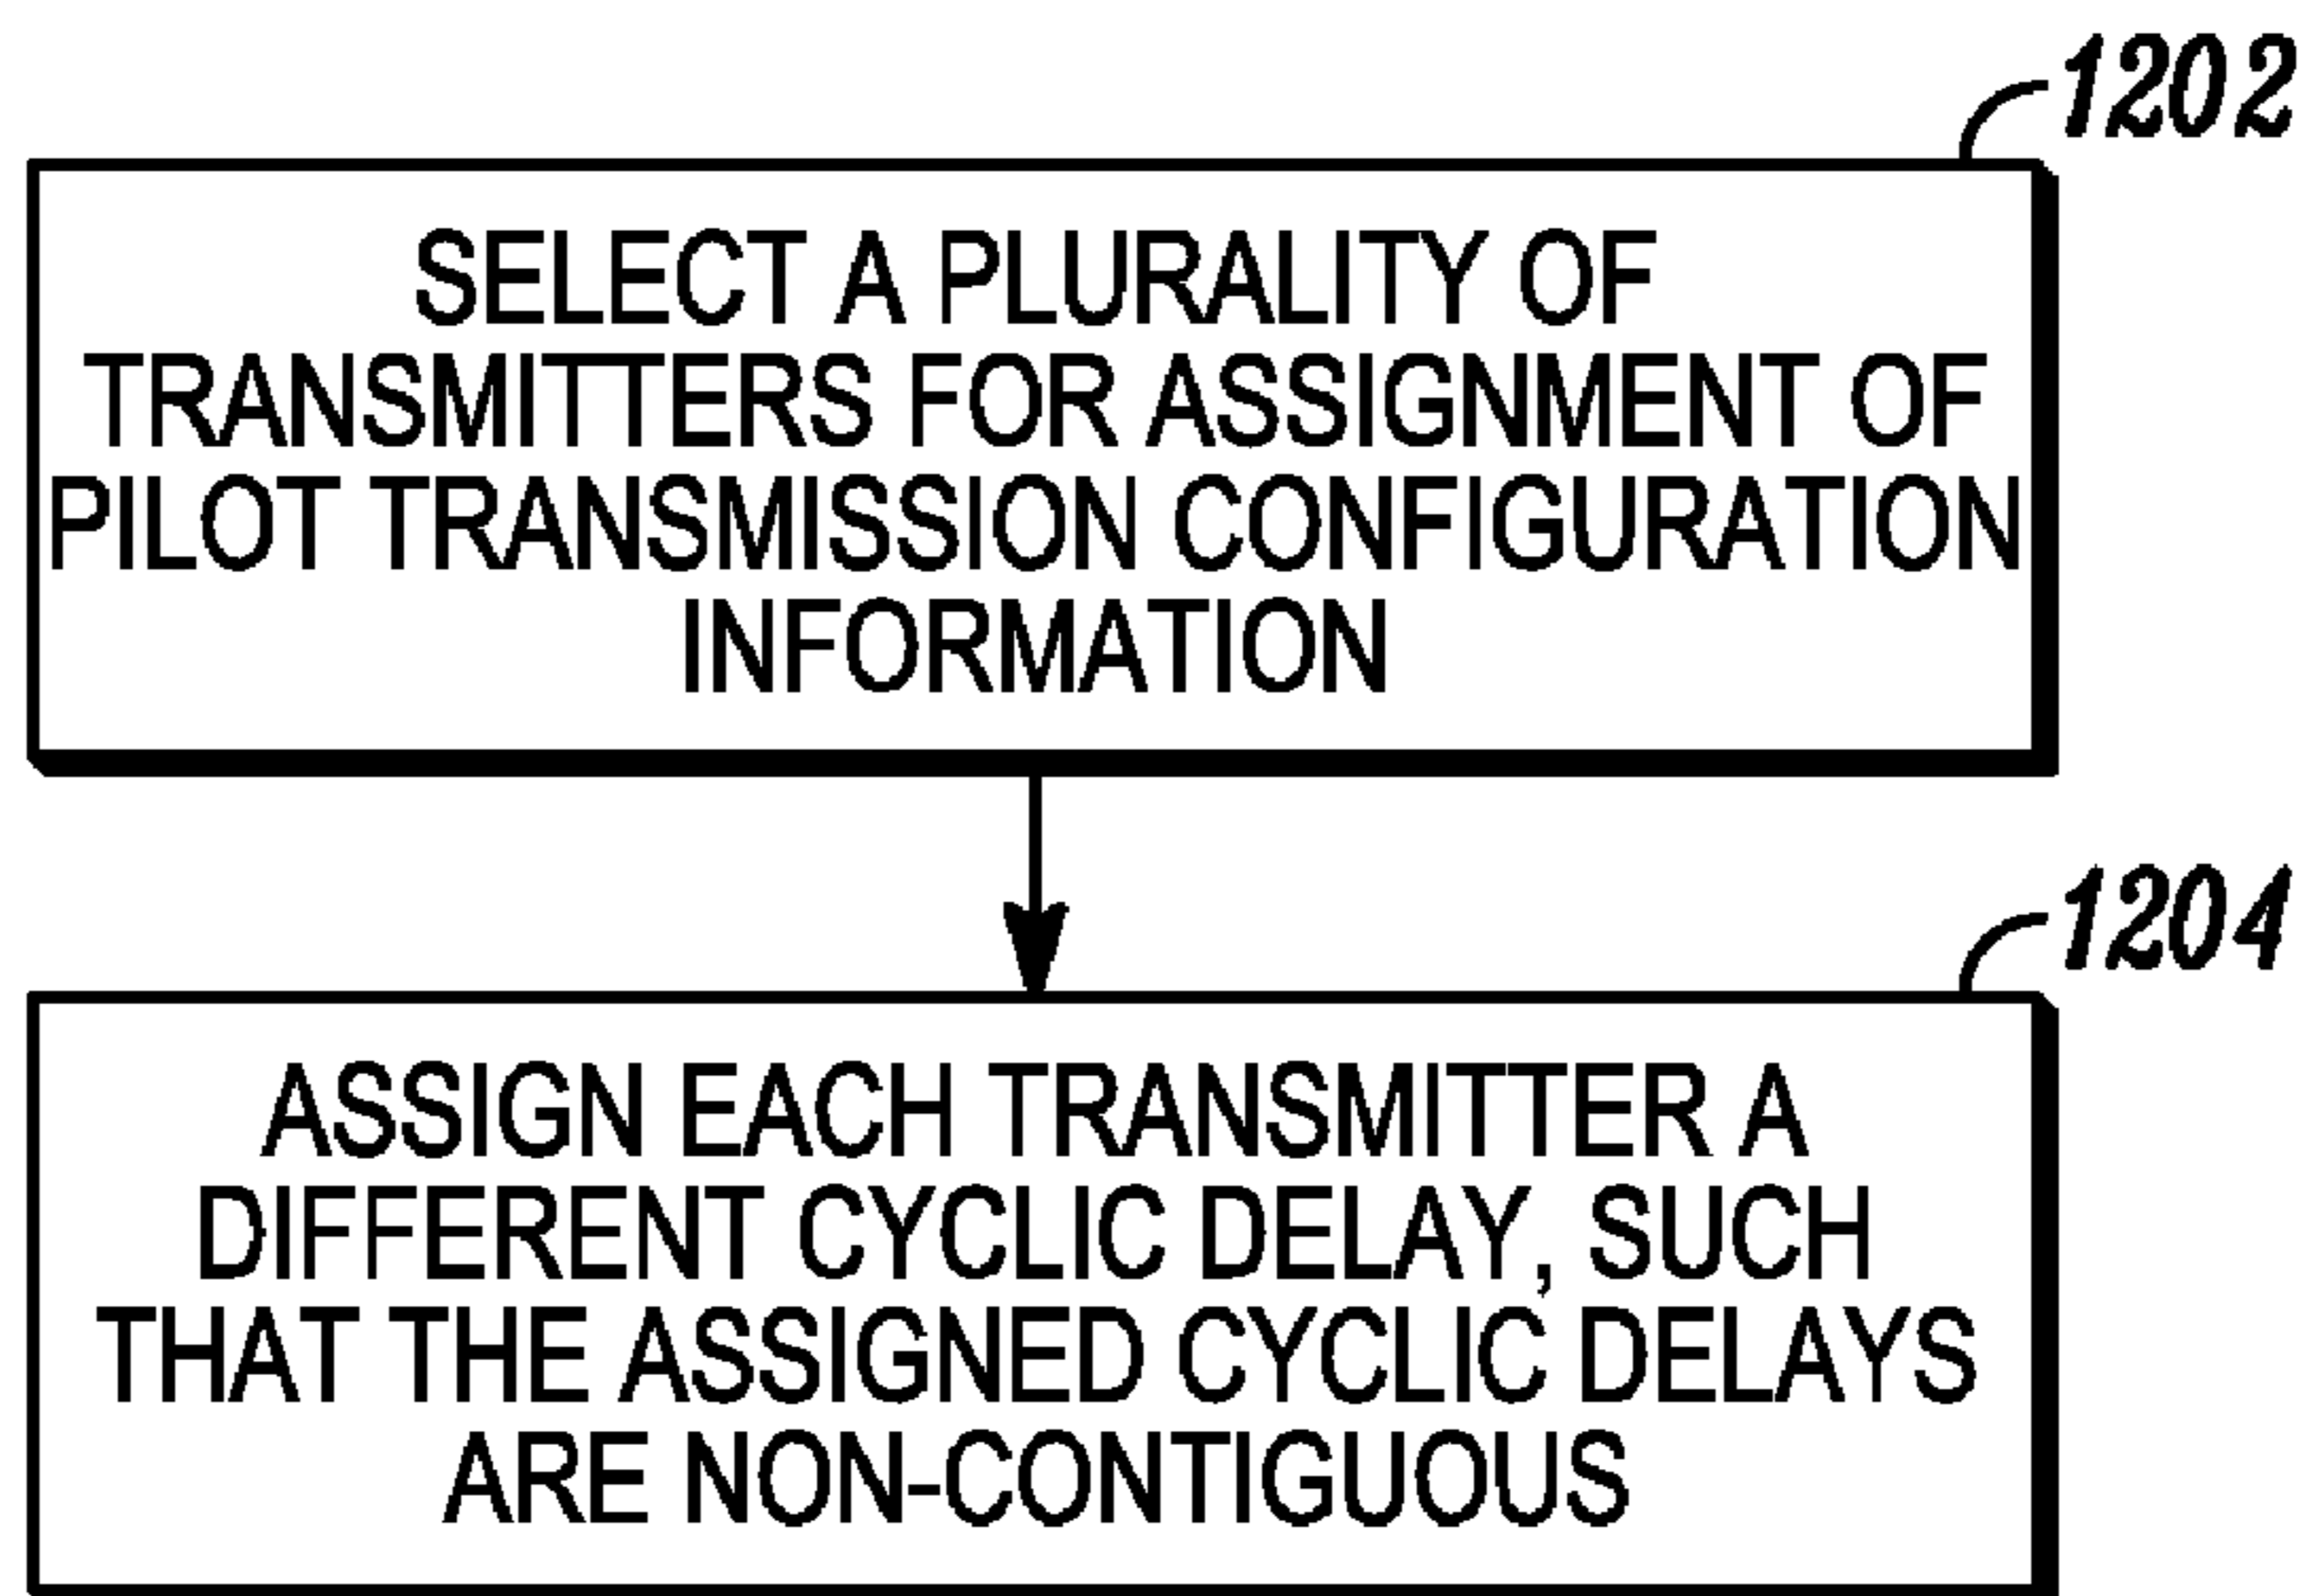 1202
SELECT A PLURALITY OF
TRANSMITTERS FOR ASSIGNMENT OF
PILOT TRANSMISSION CONFIGURATION
INFORMATION
1204
ASSIGN EACH TRANSMITTER A
DIFFERENT CYCLIC DELAY, SUCH
THAT THE ASSIGNED CYCLIC DELAYS
ARE NON-CONTIGUOUS